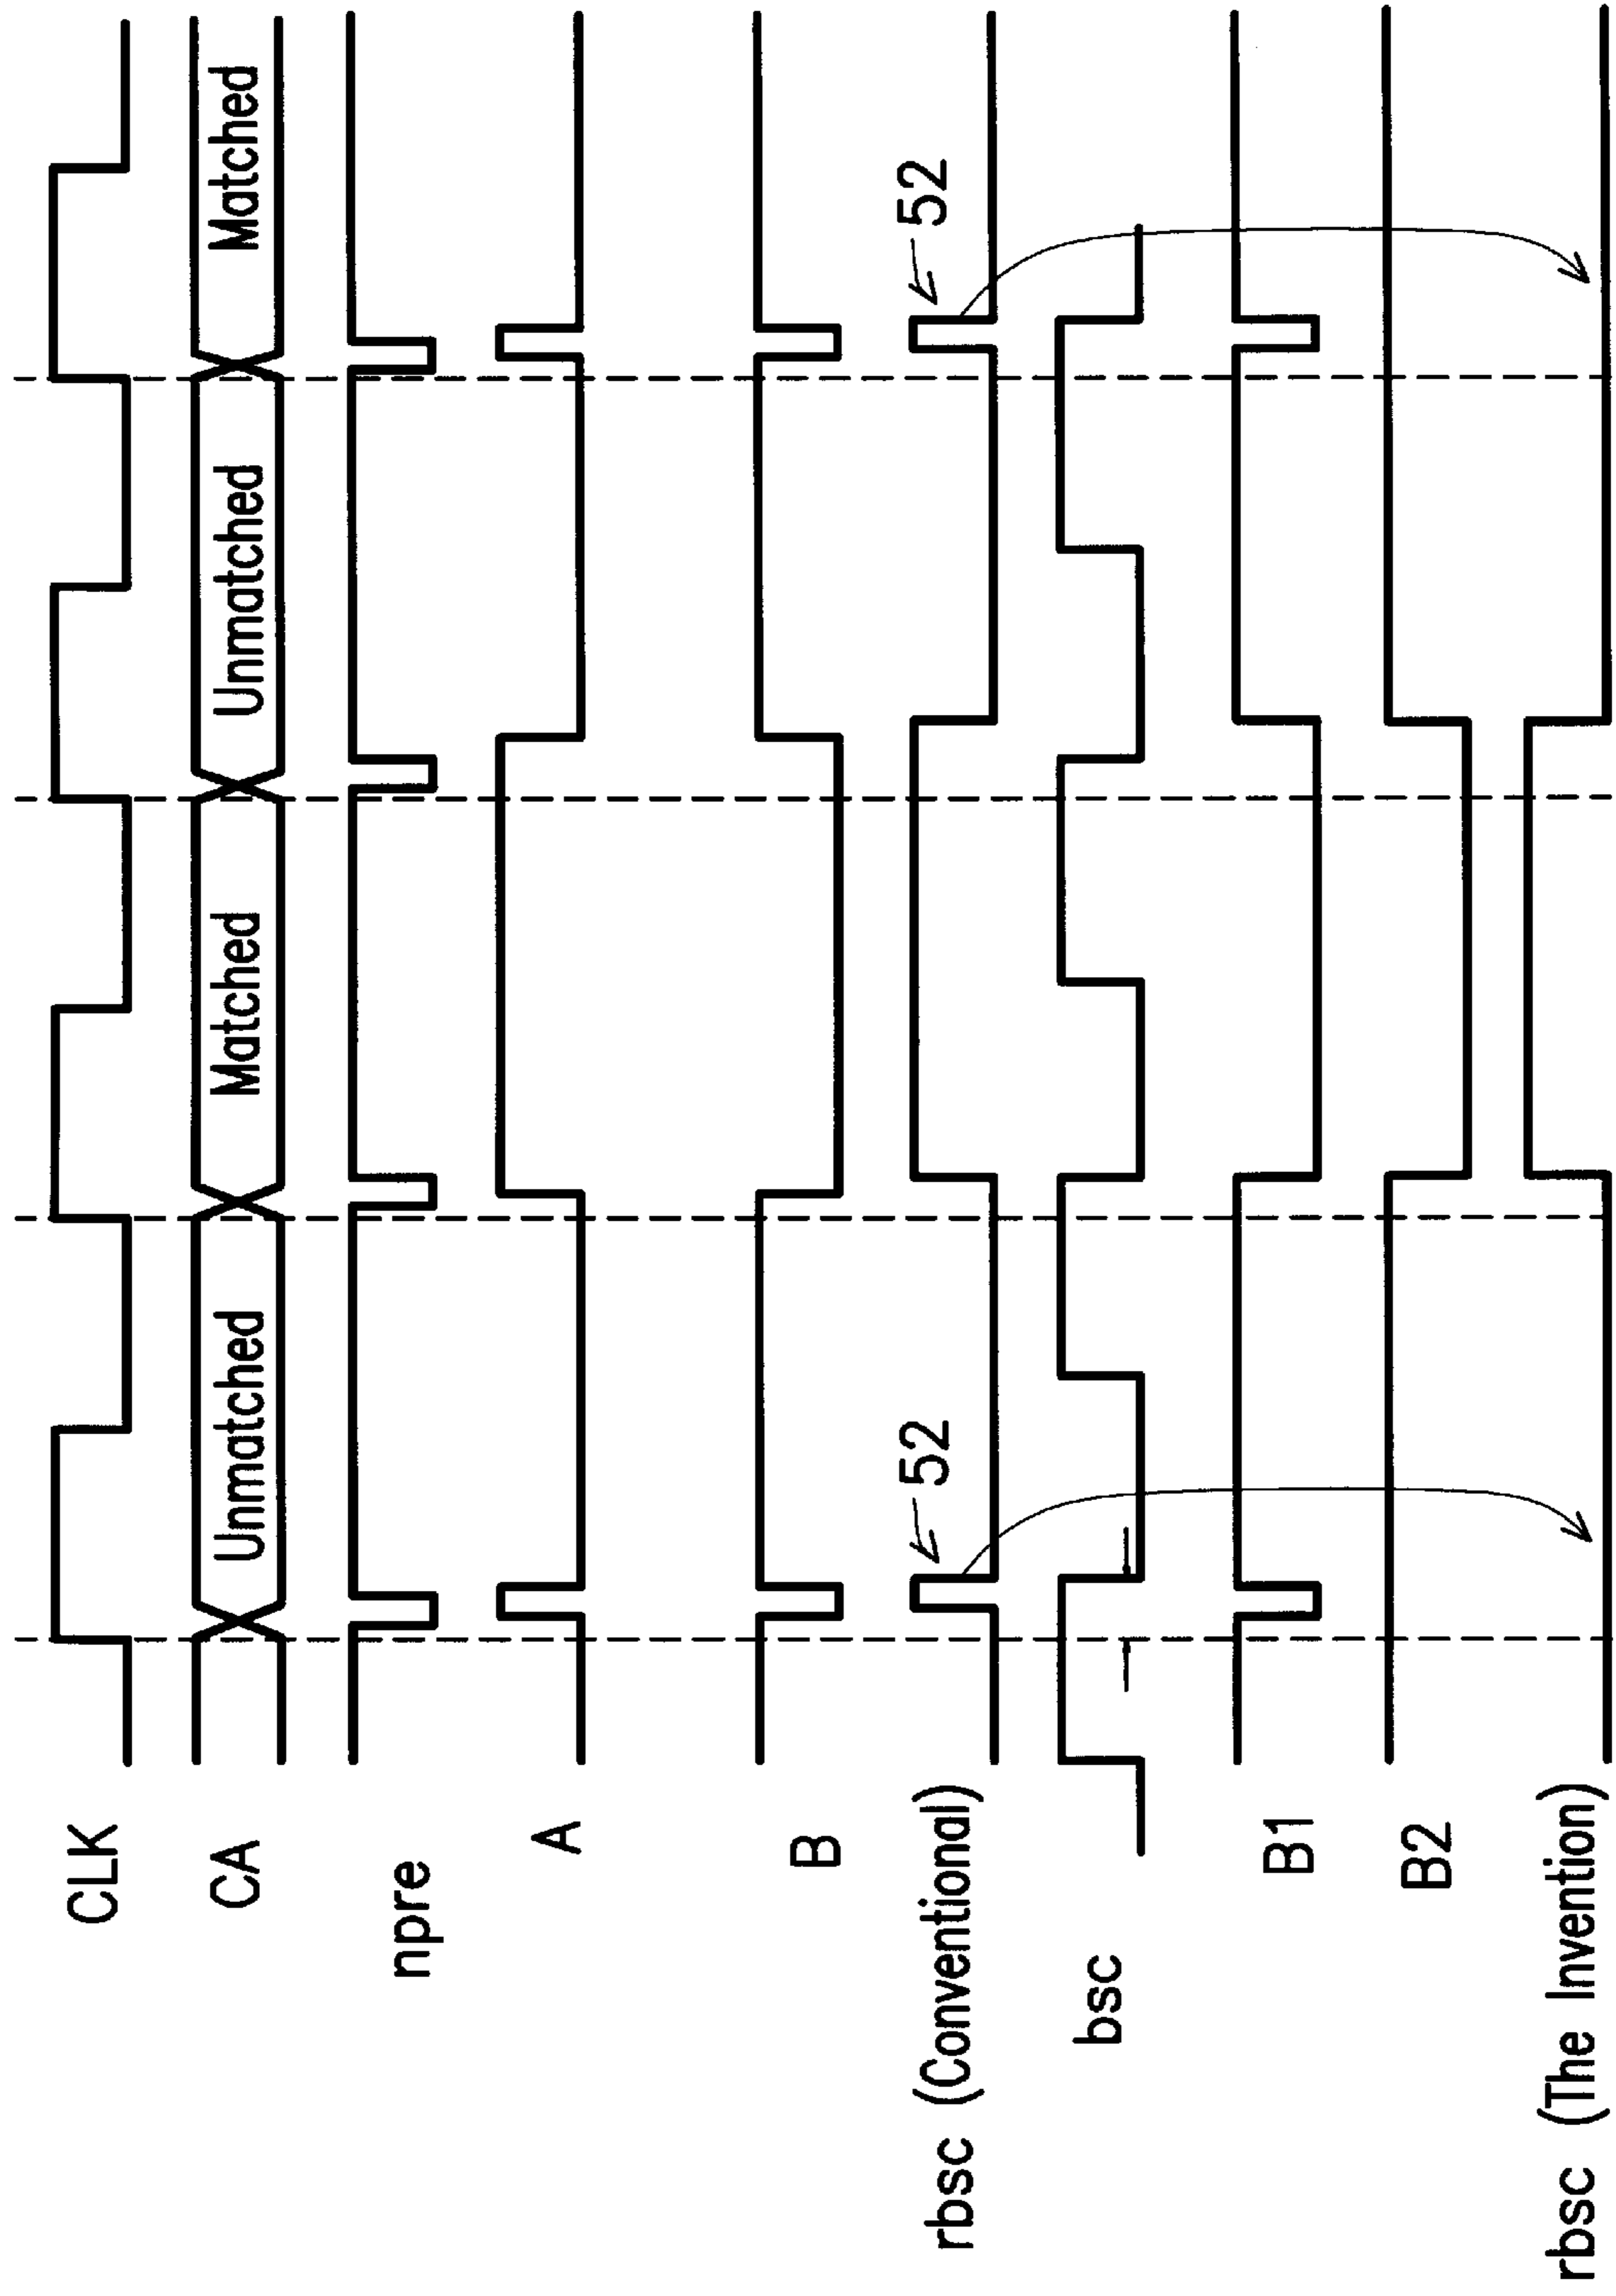 CLK
CA Unmatched Matched Unmatched Matched
npre
A
B
52 52
rbsc (Conventional)
bsc
B1
B2
rbsc (The Invention)